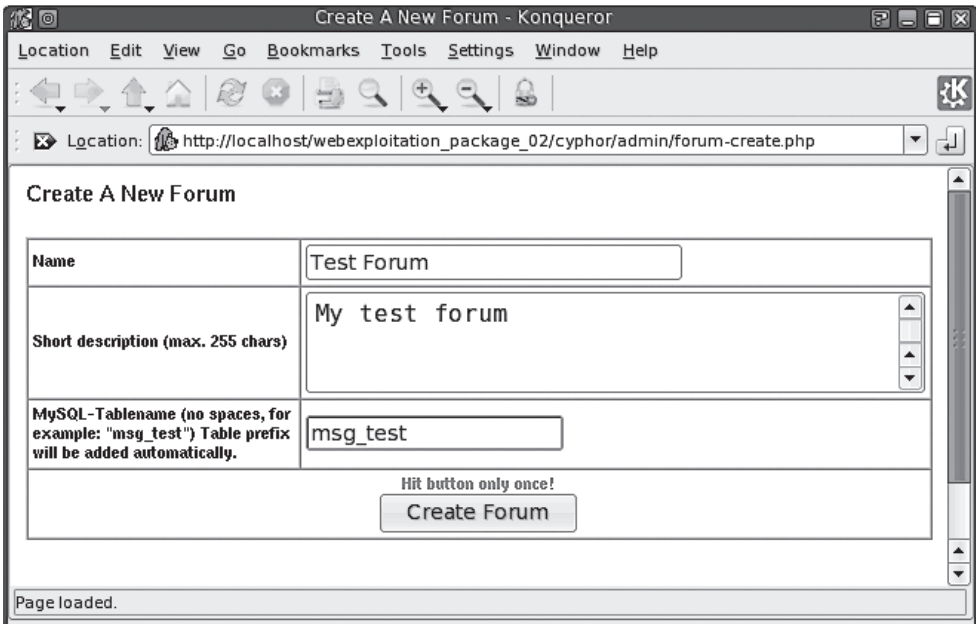 Create A New Forum - Konqueror
Location Edit View Go Bookmarks Tools Settings Window Help
Location: http://localhost/webexploitation_package_02/cyphor/admin/forum-create.php
Create A New Forum
Name
Test Forum
Short description (max. 255 chars)
My test forum
MySQL-Tablename (no spaces, for
example: "msg_test") Table prefix
will be added automatically.
msg_test
Hit button only once!
Create Forum
Page loaded.